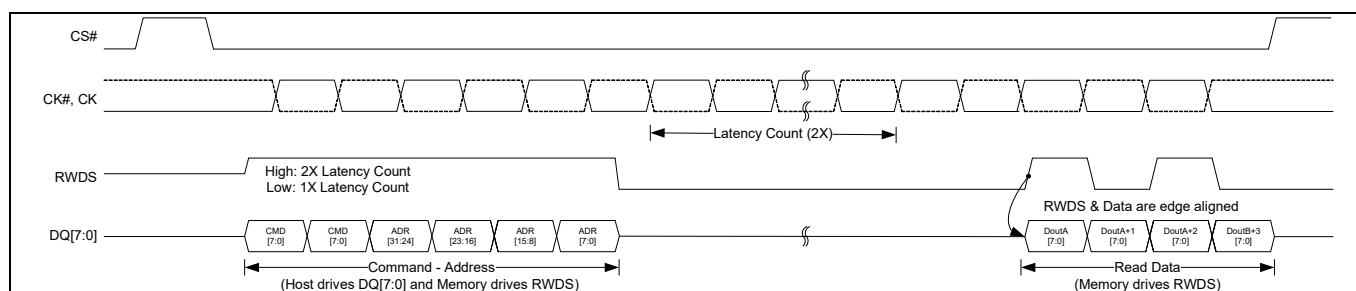 CS#
CK#, CK
Latency Count (2X)
RWDS
High: 2X Latency Count
Low: 1X Latency Count
RWDS & Data are edge aligned
DQ[7:0]
CMD [7:0]
CMD [7:0]
ADR [31:24]
ADR [23:16]
ADR [15:8]
ADR [7:0]
DoutA [7:0]
DoutA+1 [7:0]
DoutA+2 [7:0]
DoutB+3 [7:0]
Command - Address
(Host drives DQ[7:0] and Memory drives RWDS)
Read Data
(Memory drives RWDS)